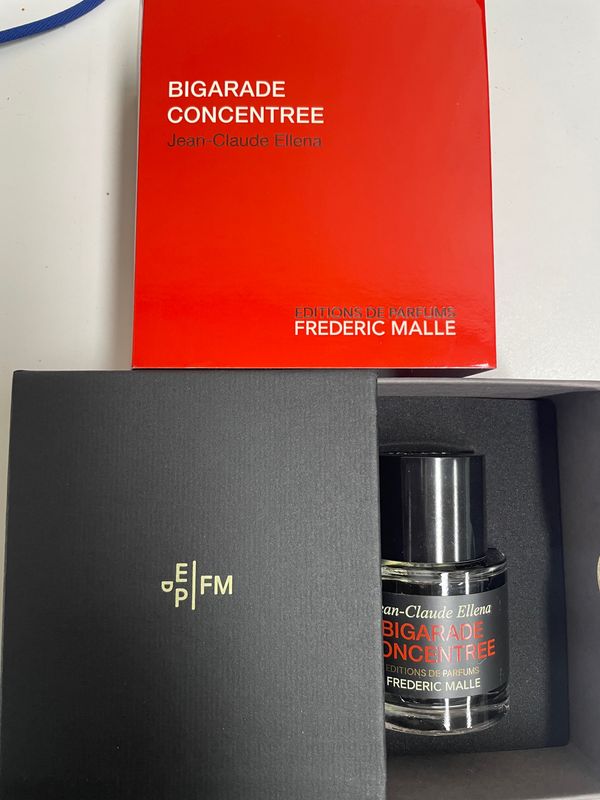 BIGARADE
CONCENTREE
Jean-Claude Ellena
EDITIONS DE PARFUMS
FREDERIC MALLE
E
D
P
FM
ean-Claude Ellena
BIGARADE
ONCENTREE
EDITIONS DE PARFUMS
FREDERIC MALLE